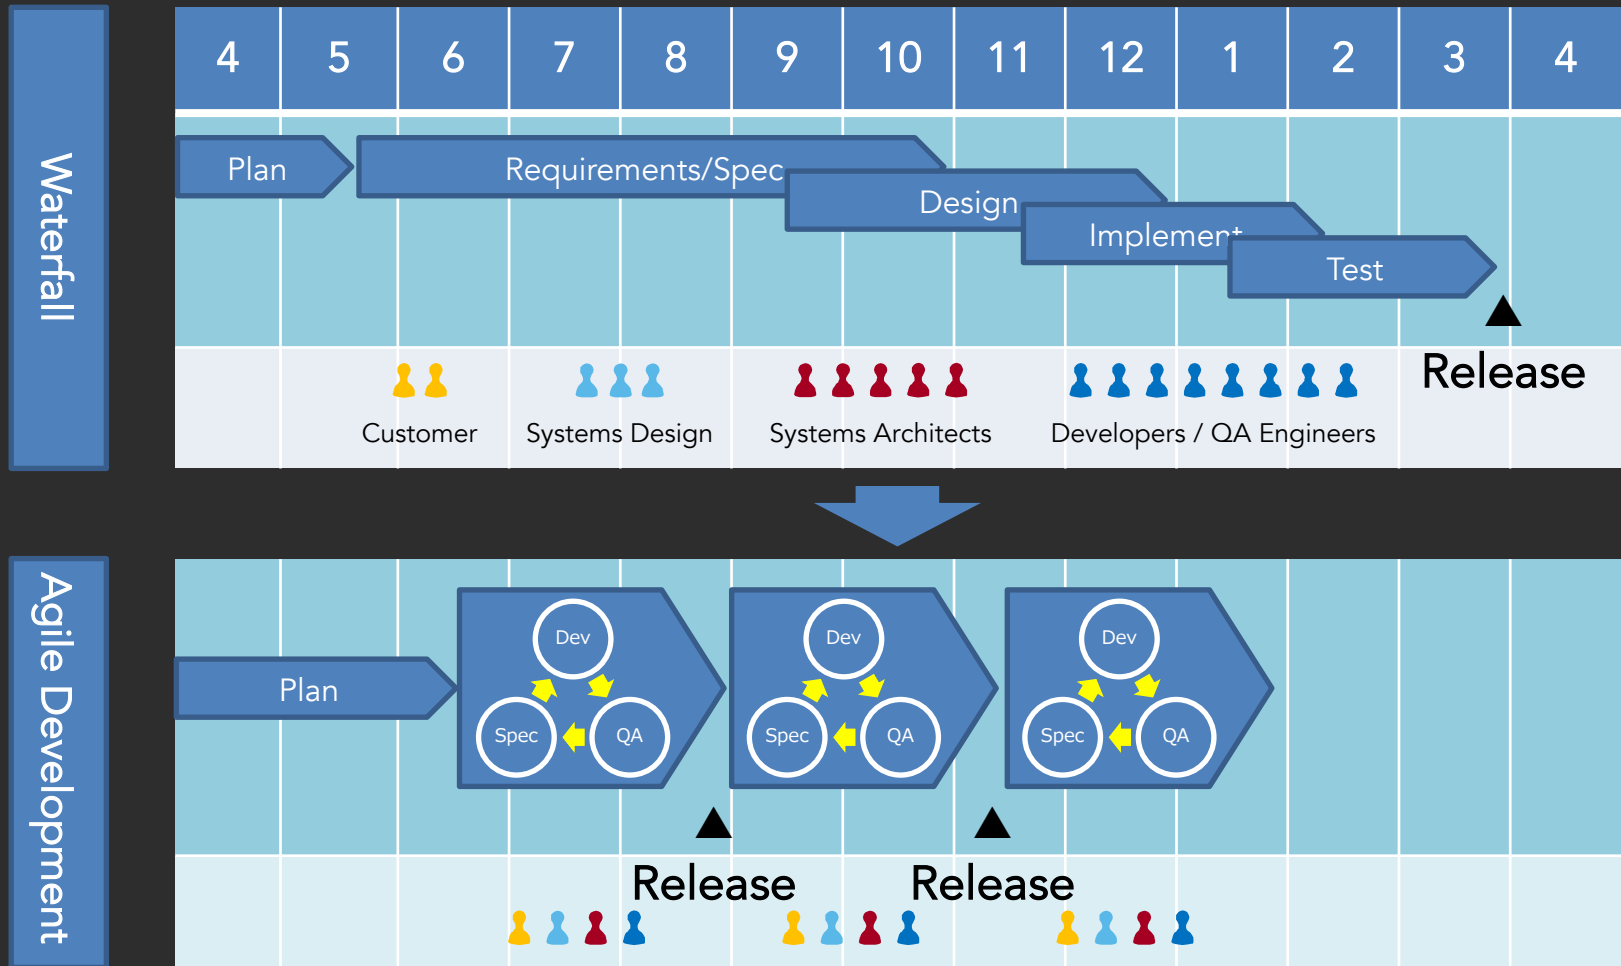 Waterfall
4 5 6 7 8 9 10 11 12 1 2 3 4
Plan
Requirements/Spec
Design
Implement
Test
Release
Customer
Systems Design
Systems Architects
Developers / QA Engineers
Agile Development
Plan
Dev
Spec
QA
Dev
Spec
QA
Dev
Spec
QA
Release
Release